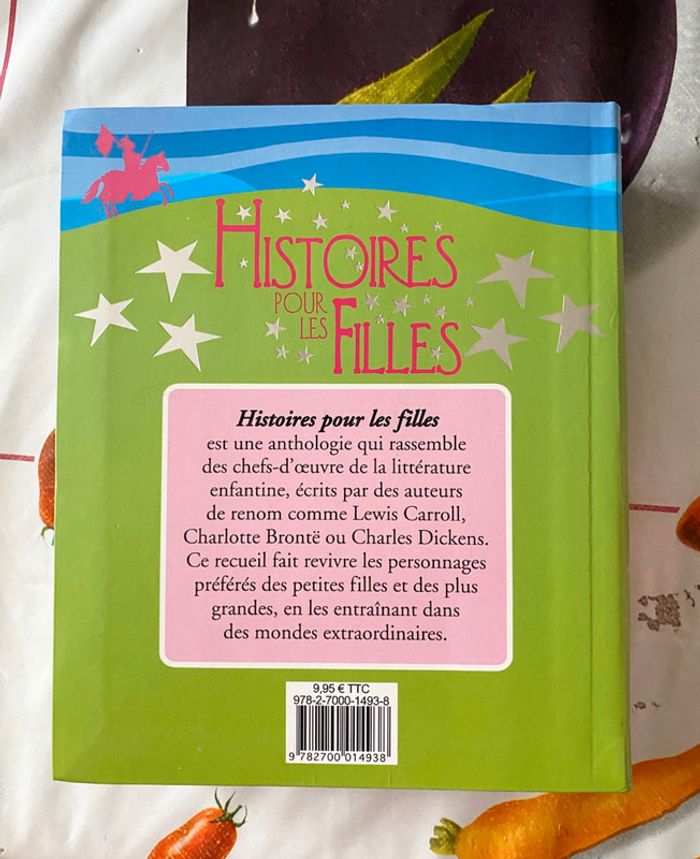 HISTOIRES
POUR
LES
FILLES
Histoires pour les filles
est une anthologie qui rassemble
des chefs-d'œuvre de la littérature
enfantine, écrits par des auteurs
de renom comme Lewis Carroll,
Charlotte Brontë ou Charles Dickens.
Ce recueil fait revivre les personnages
préférés des petites filles et des plus
grandes, en les entraînant dans
des mondes extraordinaires.
9,95 € TTC
978-2-7000-1493-8
9 782700 014938